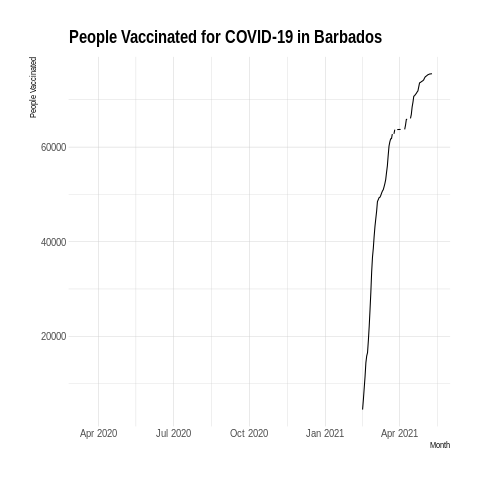 People Vaccinated for COVID-19 in Barbados
People Vaccinated
60000
40000
20000
Apr 2020 Jul 2020 Oct 2020 Jan 2021 Apr 2021
Month